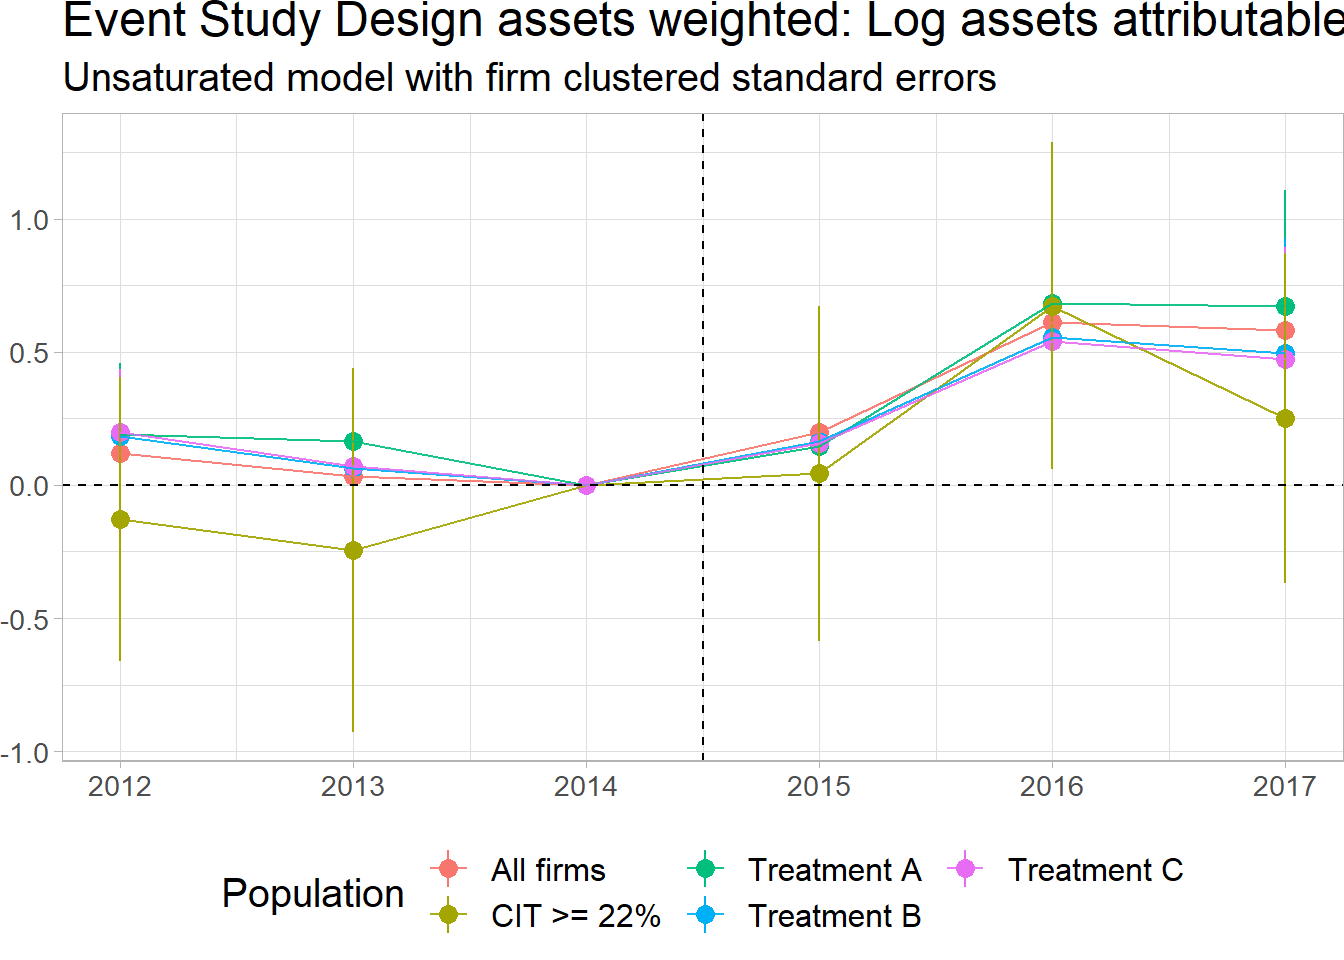 Event Study Design assets weighted: Log assets attributable
Unsaturated model with firm clustered standard errors
1.0
0.5
0.0
-0.5
-1.0
2012 2013 2014 2015 2016 2017
Population
All firms
Treatment A
Treatment C
CIT >= 22%
Treatment B